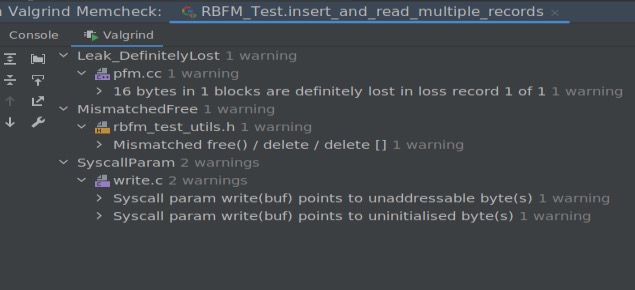 Valgrind Memcheck: RBFM_Test.insert_and_read_multiple_records
Console Valgrind
Leak_DefinitelyLost 1 warning
pfm.cc 1 warning
16 bytes in 1 blocks are definitely lost in loss record 1 of 1 1 warning
MismatchedFree 1 warning
rbfm_test_utils.h 1 warning
Mismatched free() / delete / delete [] 1 warning
SyscallParam 2 warnings
write.c 2 warnings
Syscall param write(buf) points to unaddressable byte(s) 1 warning
Syscall param write(buf) points to uninitialised byte(s) 1 warning